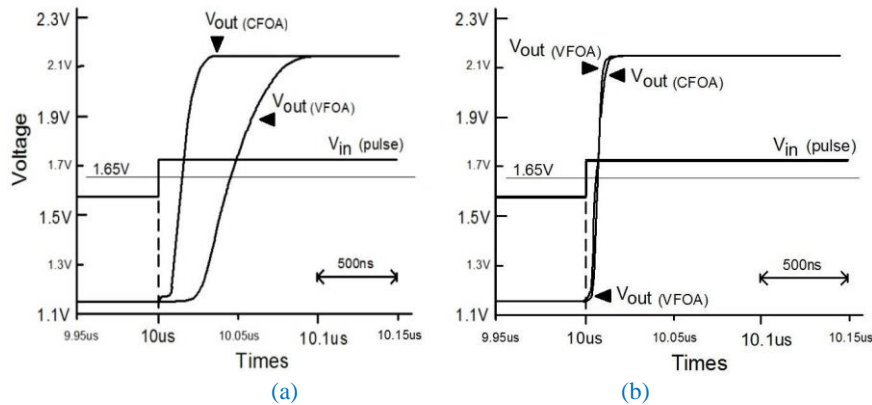 2.3V
2.1V
1.9V
1.7V
1.5V
1.3V
1.1V
Voltage
Vout (CFOA)
Vout (VFOA)
Vin (pulse)
1.65V
500ns
9.95us
10us
10.05us
10.1us
10.15us
Times
(a)
2.3V
2.1V
1.9V
1.7V
1.5V
1.3V
1.1V
Vout (VFOA)
Vout (CFOA)
Vin (pulse)
1.65V
500ns
Vout (VFOA)
9.95us
10us
10.05us
10.1us
10.15us
Times
(b)